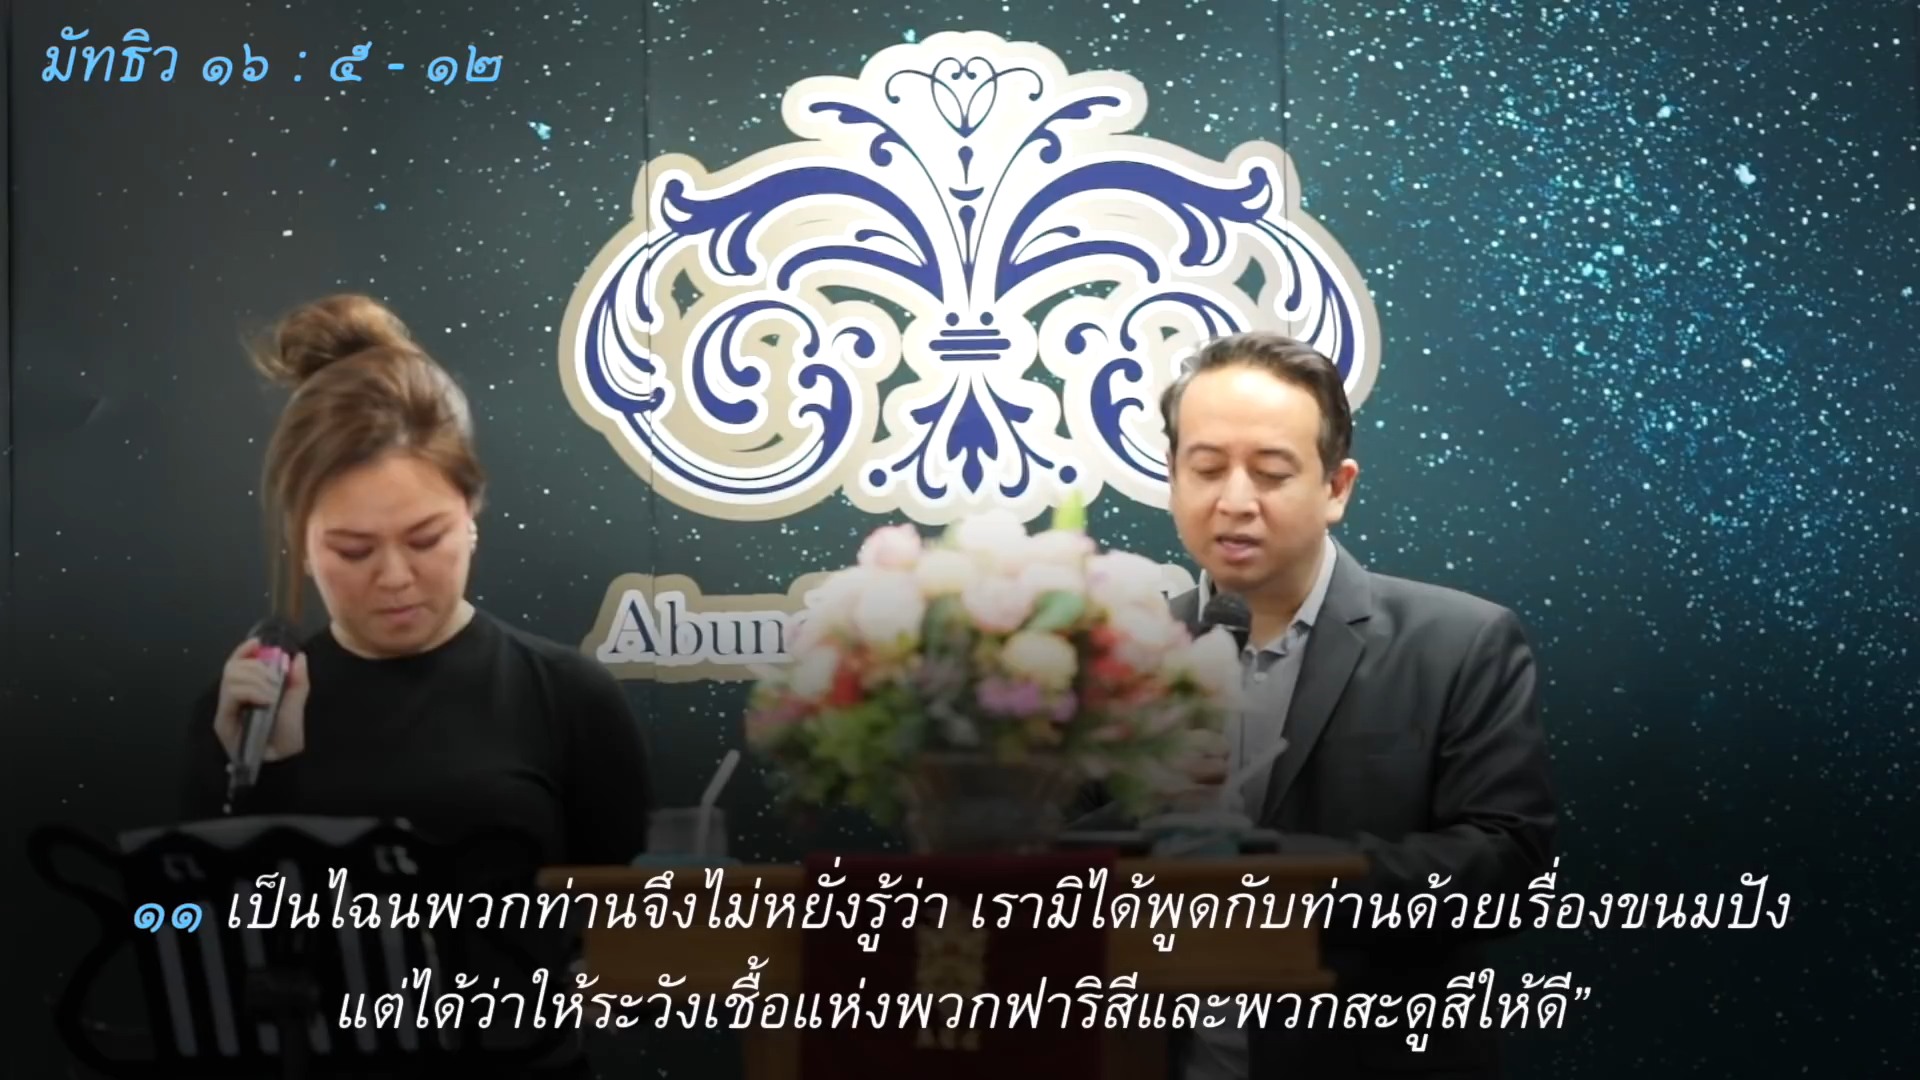 มัทธิว ๑๖ : ๕ - ๑๒
Abun
๑๑ เป็นไฉนพวกท่านจึงไม่หยั่งรู้ว่า เรามิได้พูดกับท่านด้วยเรื่องขนมปัง
แต่ได้ว่าให้ระวังเชื้อแห่งพวกฟาริสีและพวกสะดูสีให้ดี”